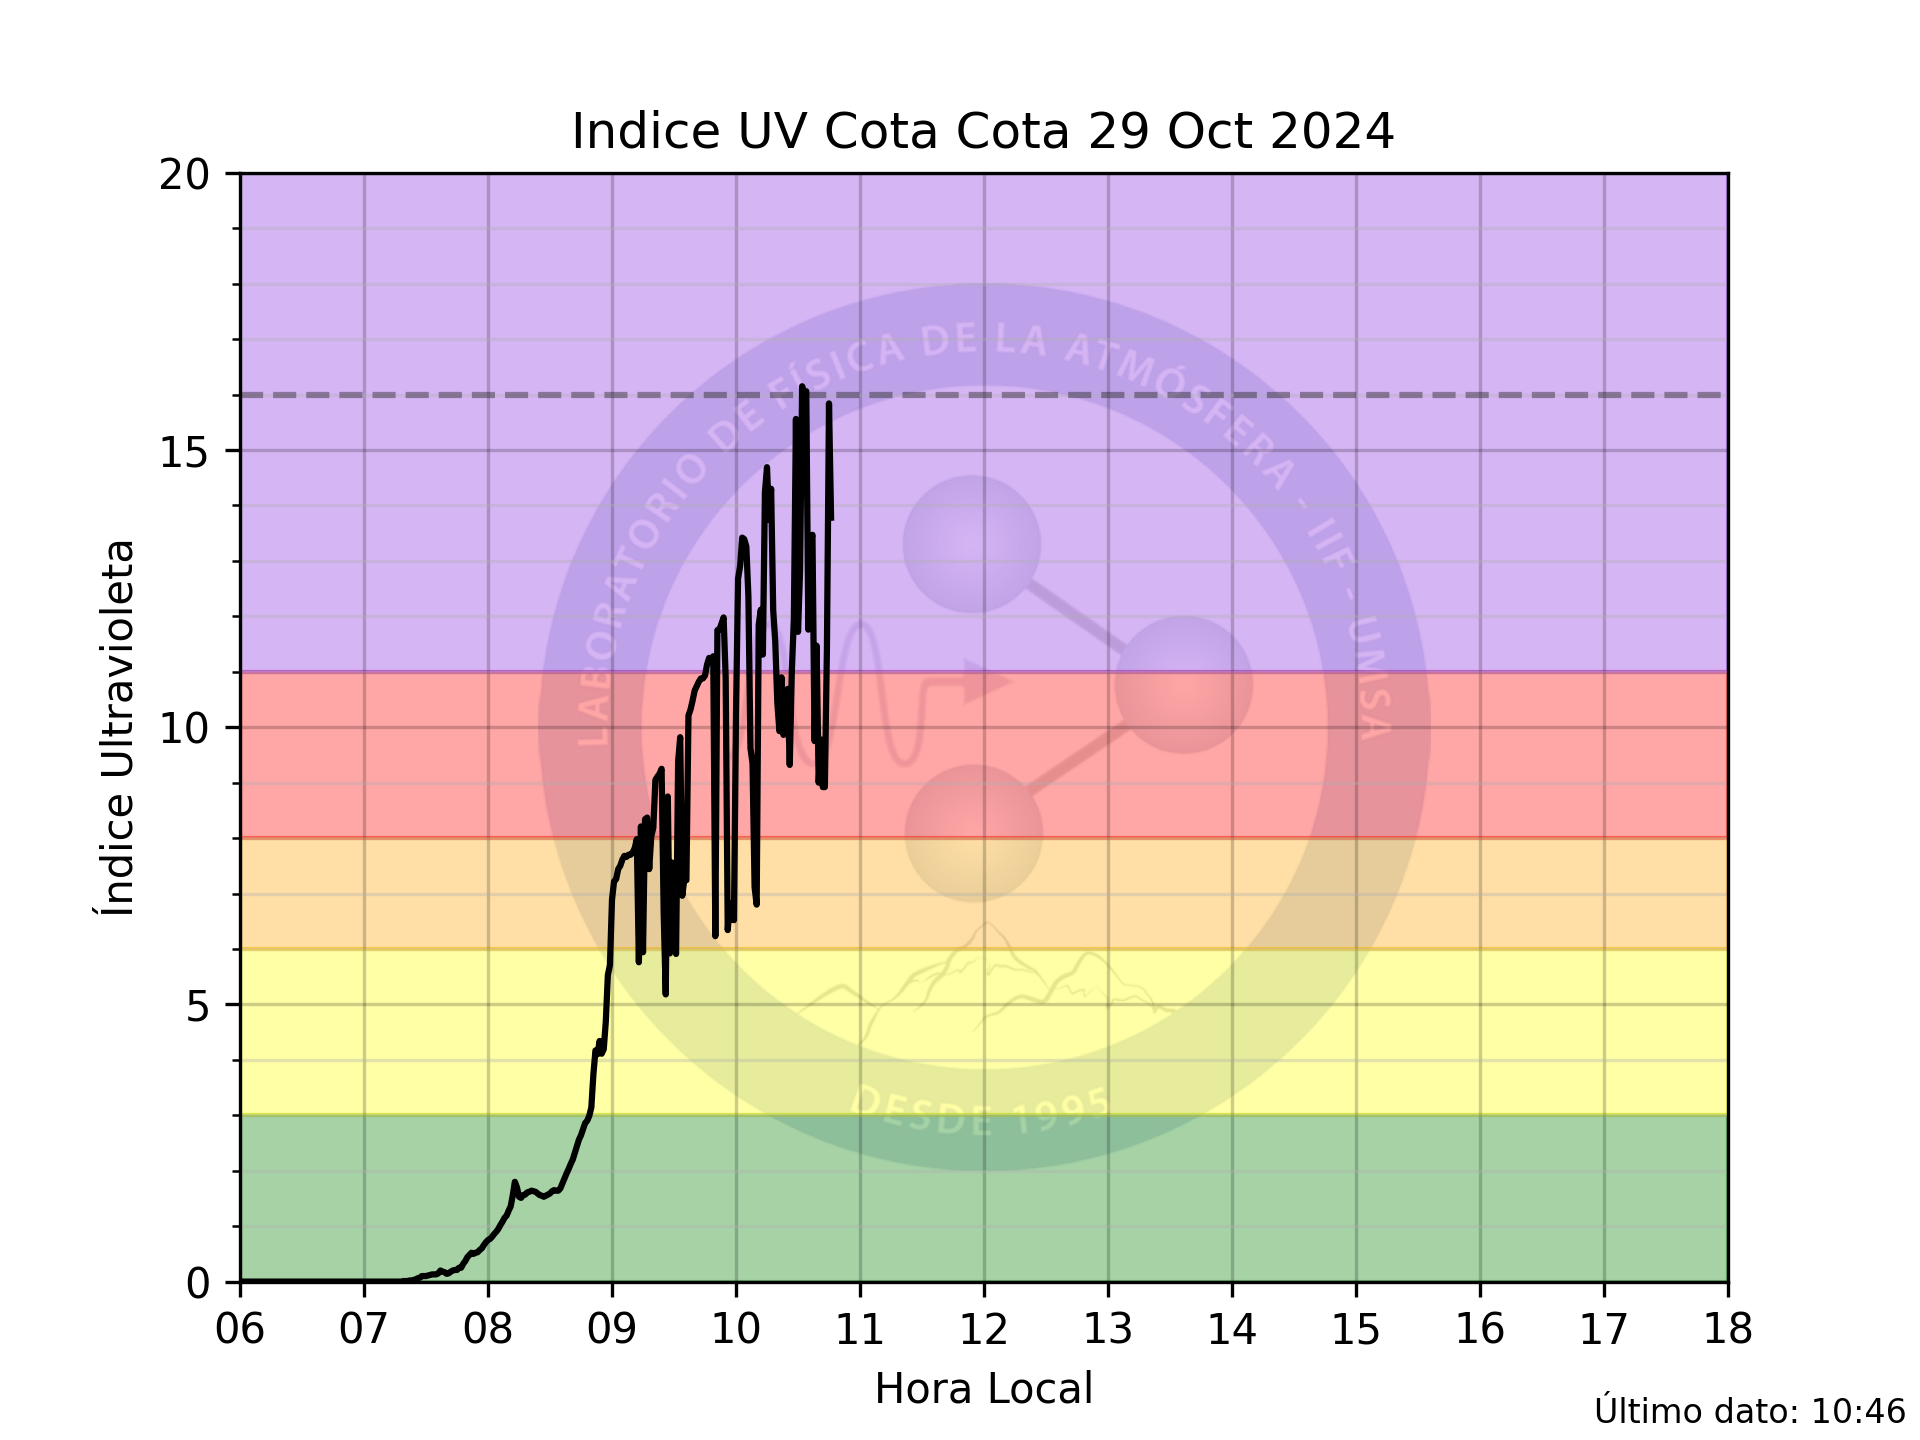 Indice UV Cota Cota 29 Oct 2024
20
15
10
5
0
Índice Ultravioleta
LABORATORIO DE FÍSICA DE LA ATMÓSFERA - IIF - UMSA
DESDE 1995
06 07 08 09 10 11 12 13 14 15 16 17 18
Hora Local
Último dato: 10:46